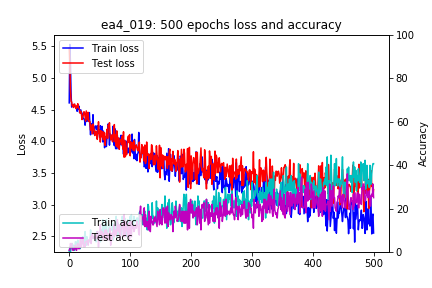 ea4_019: 500 epochs loss and accuracy
Train loss
Test loss
Train acc
Test acc
Loss
5.5
5.0
4.5
4.0
3.5
3.0
2.5
Accuracy
100
80
60
40
20
0
0 100 200 300 400 500